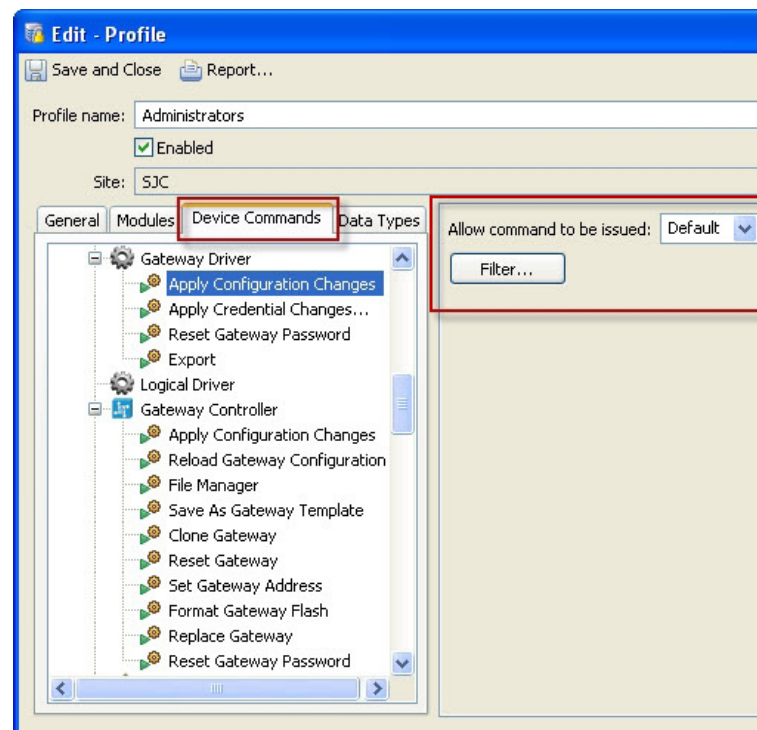 Edit - Profile
Save and Close Report...
Profile name: Administrators
Enabled
Site: SJC
General Modules Device Commands Data Types
Gateway Driver
Apply Configuration Changes
Apply Credential Changes...
Reset Gateway Password
Export
Logical Driver
Gateway Controller
Apply Configuration Changes
Reload Gateway Configuration
File Manager
Save As Gateway Template
Clone Gateway
Reset Gateway
Set Gateway Address
Format Gateway Flash
Replace Gateway
Reset Gateway Password
Allow command to be issued: Default
Filter...